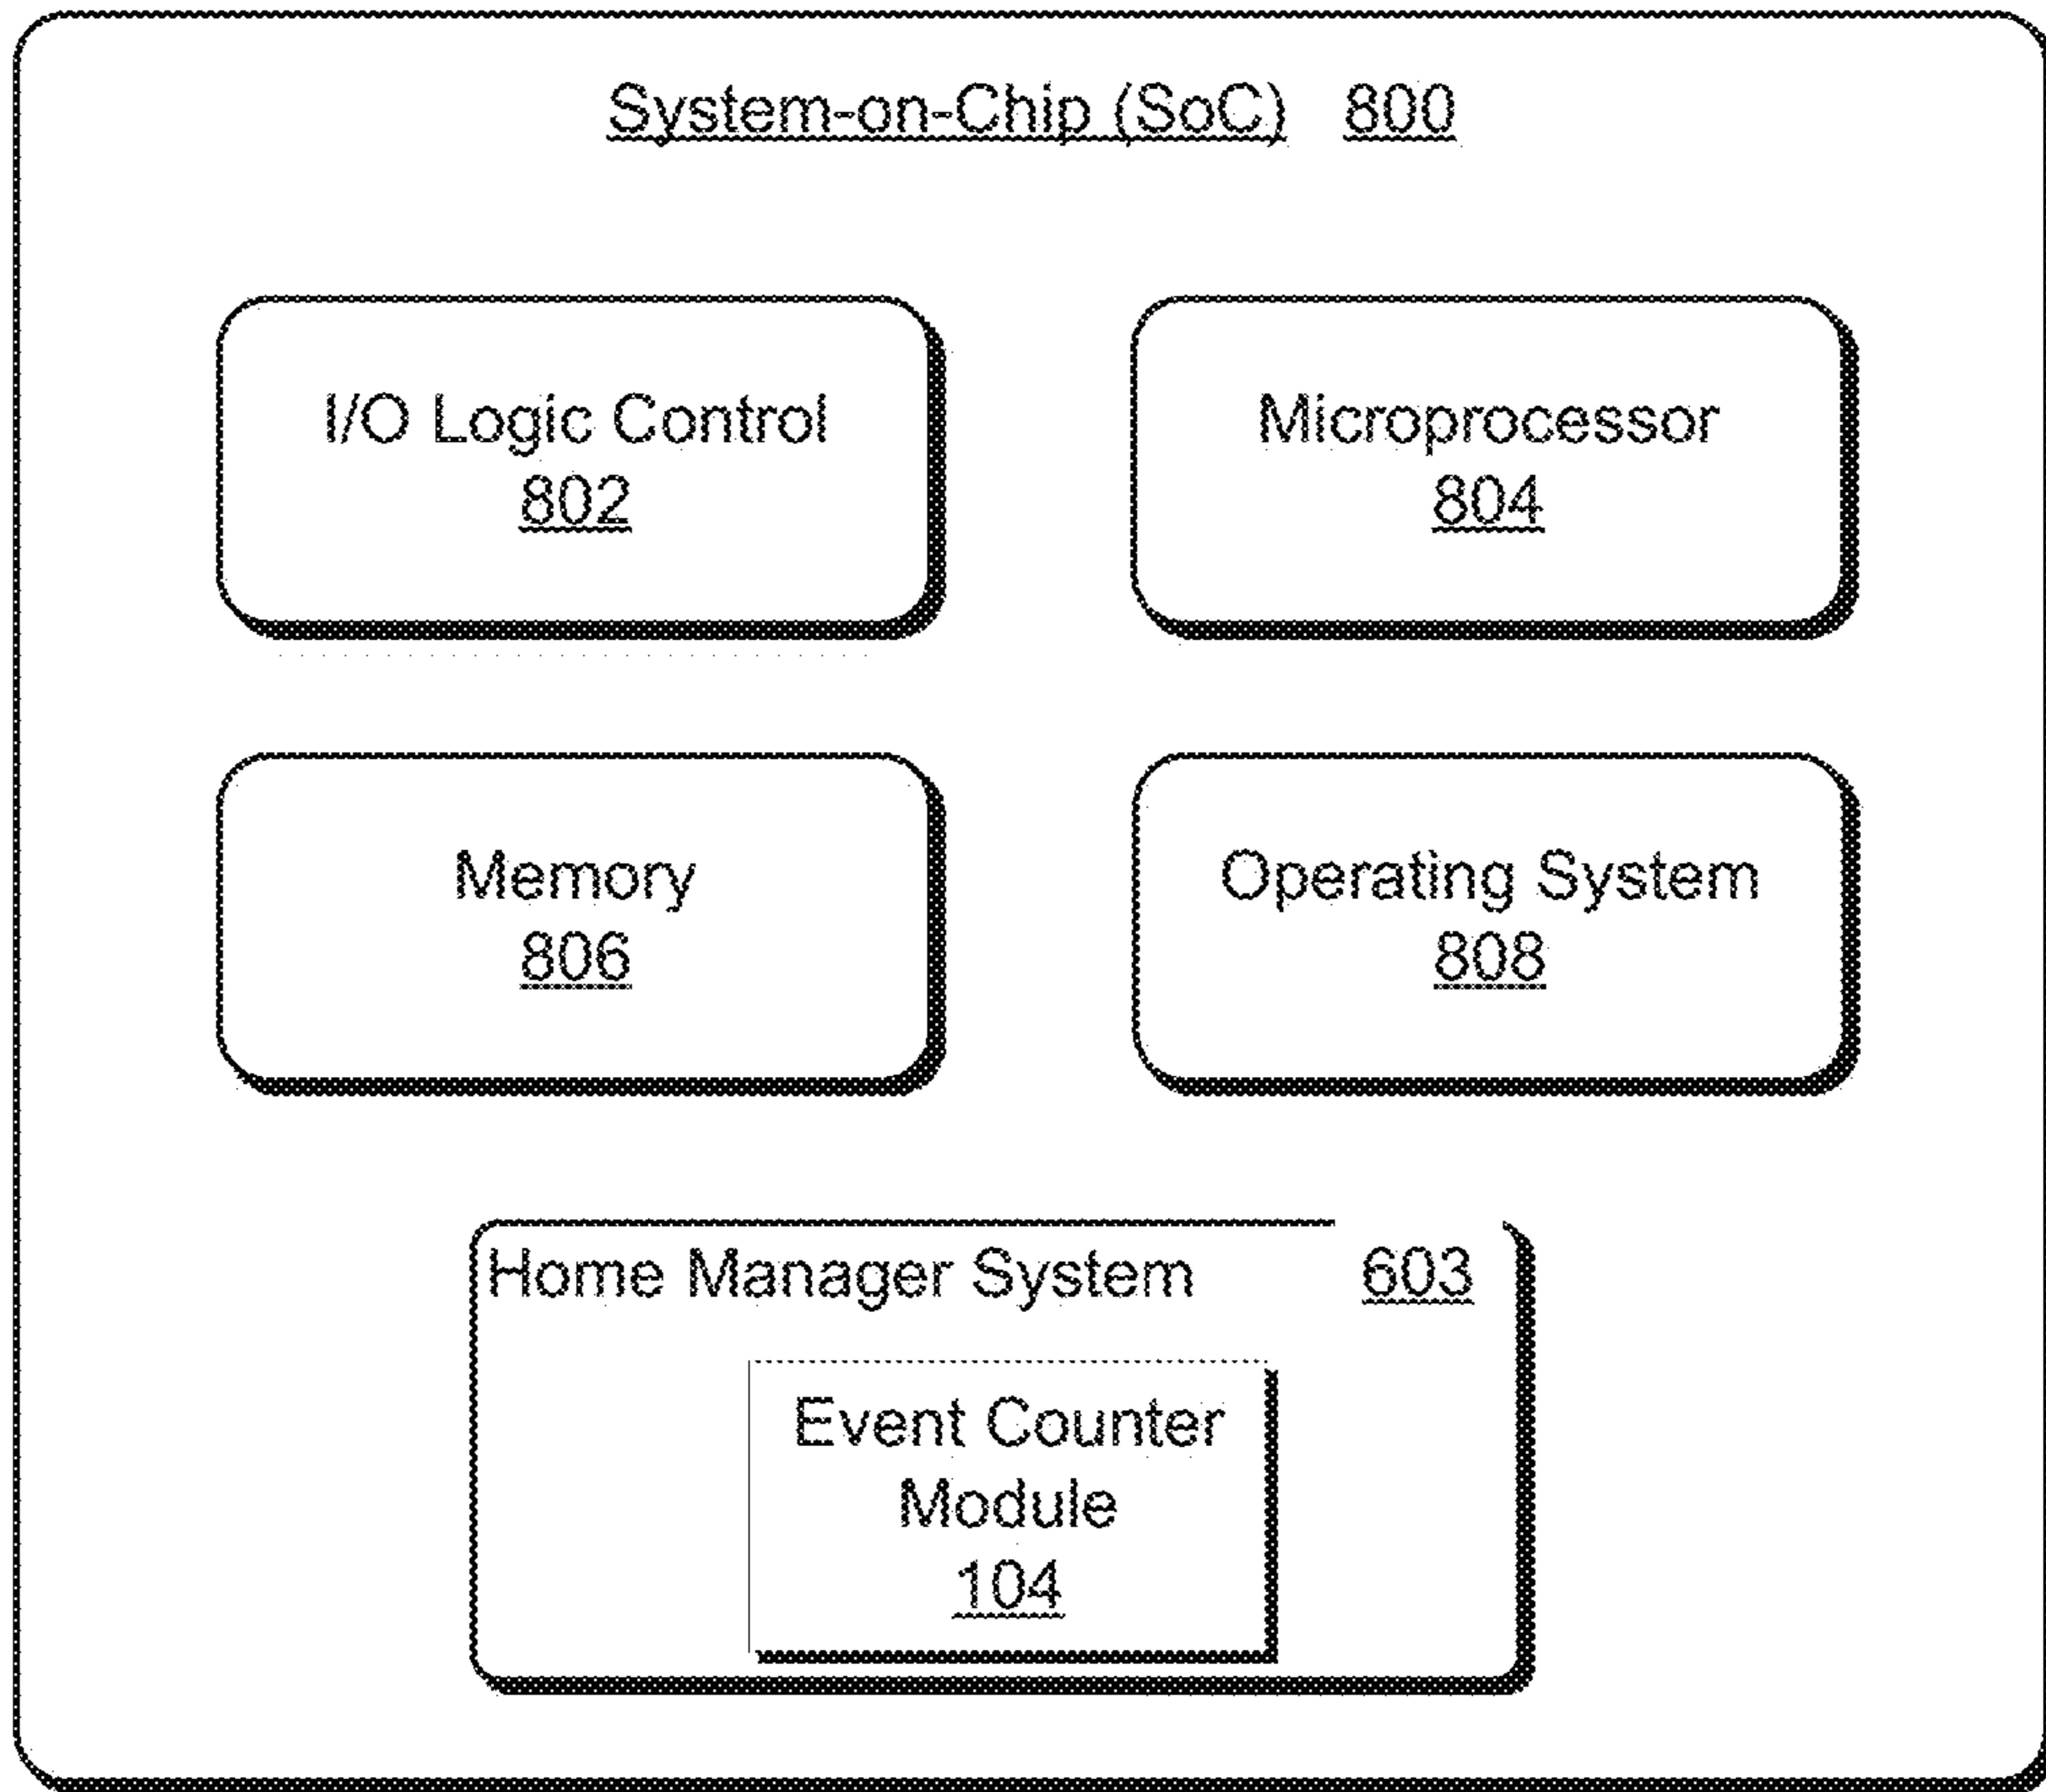 System-on-Chip (SoC) 800
I/O Logic Control
802
Microprocessor
804
Memory
806
Operating System
808
Home Manager System 603
Event Counter
Module
104